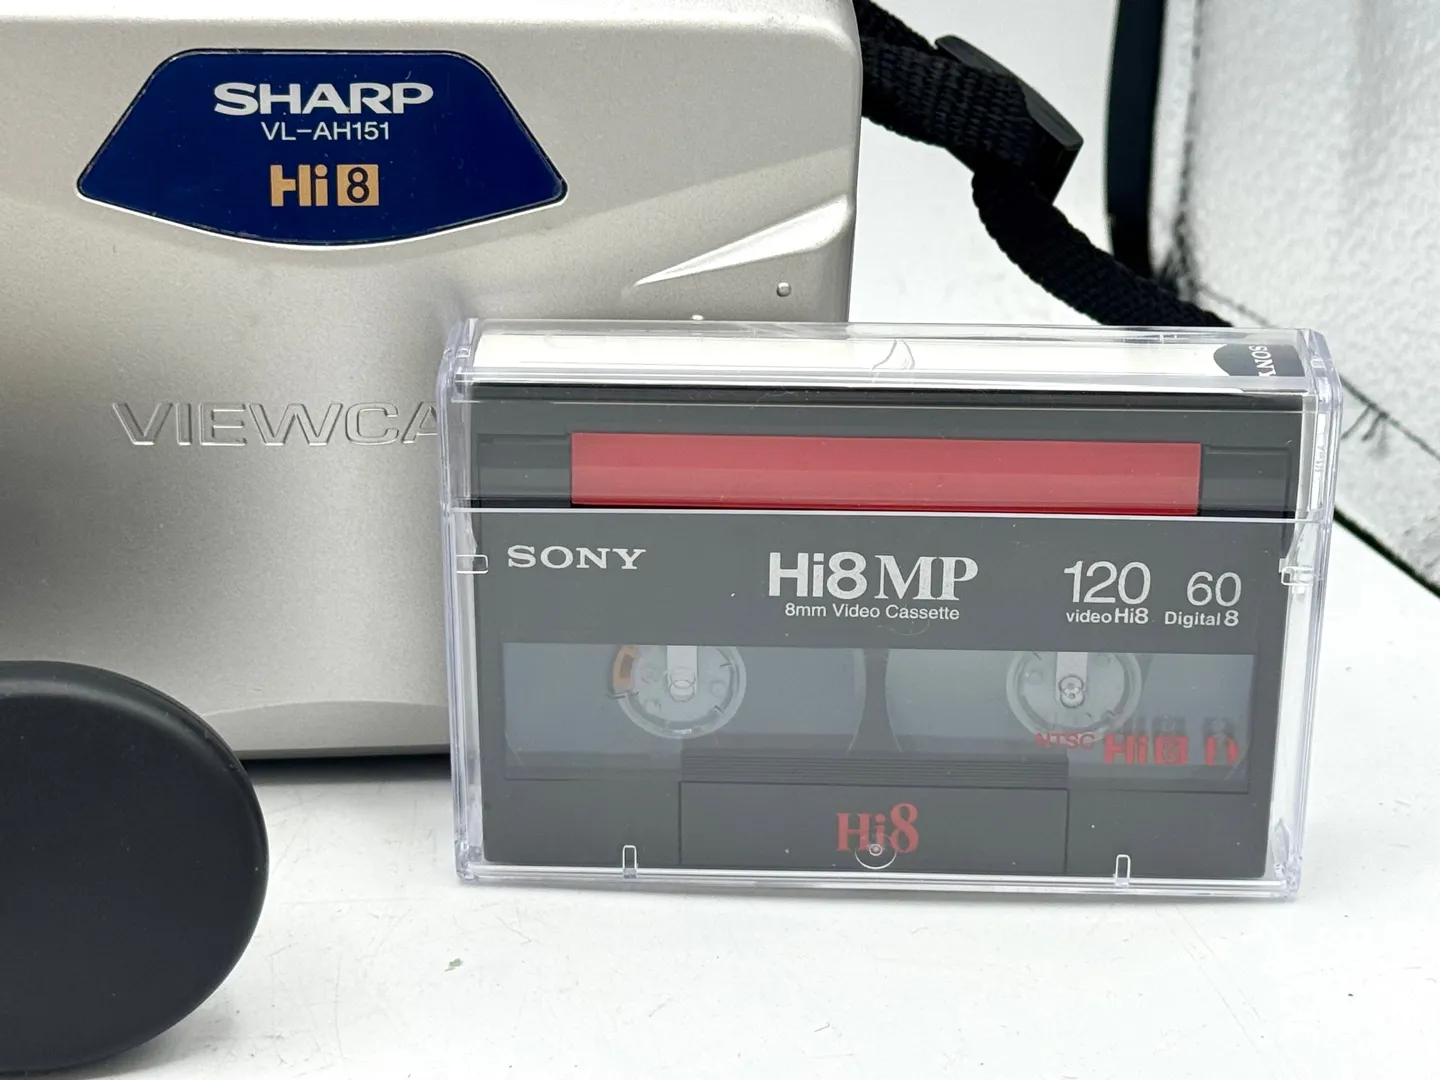 SHARP
VL-AH151
Hi8
VIEWCA
SONY
SONY
Hi8 MP
8mm Video Cassette
120
video Hi8
60
Digital 8
NTSC Hi8
Hi8